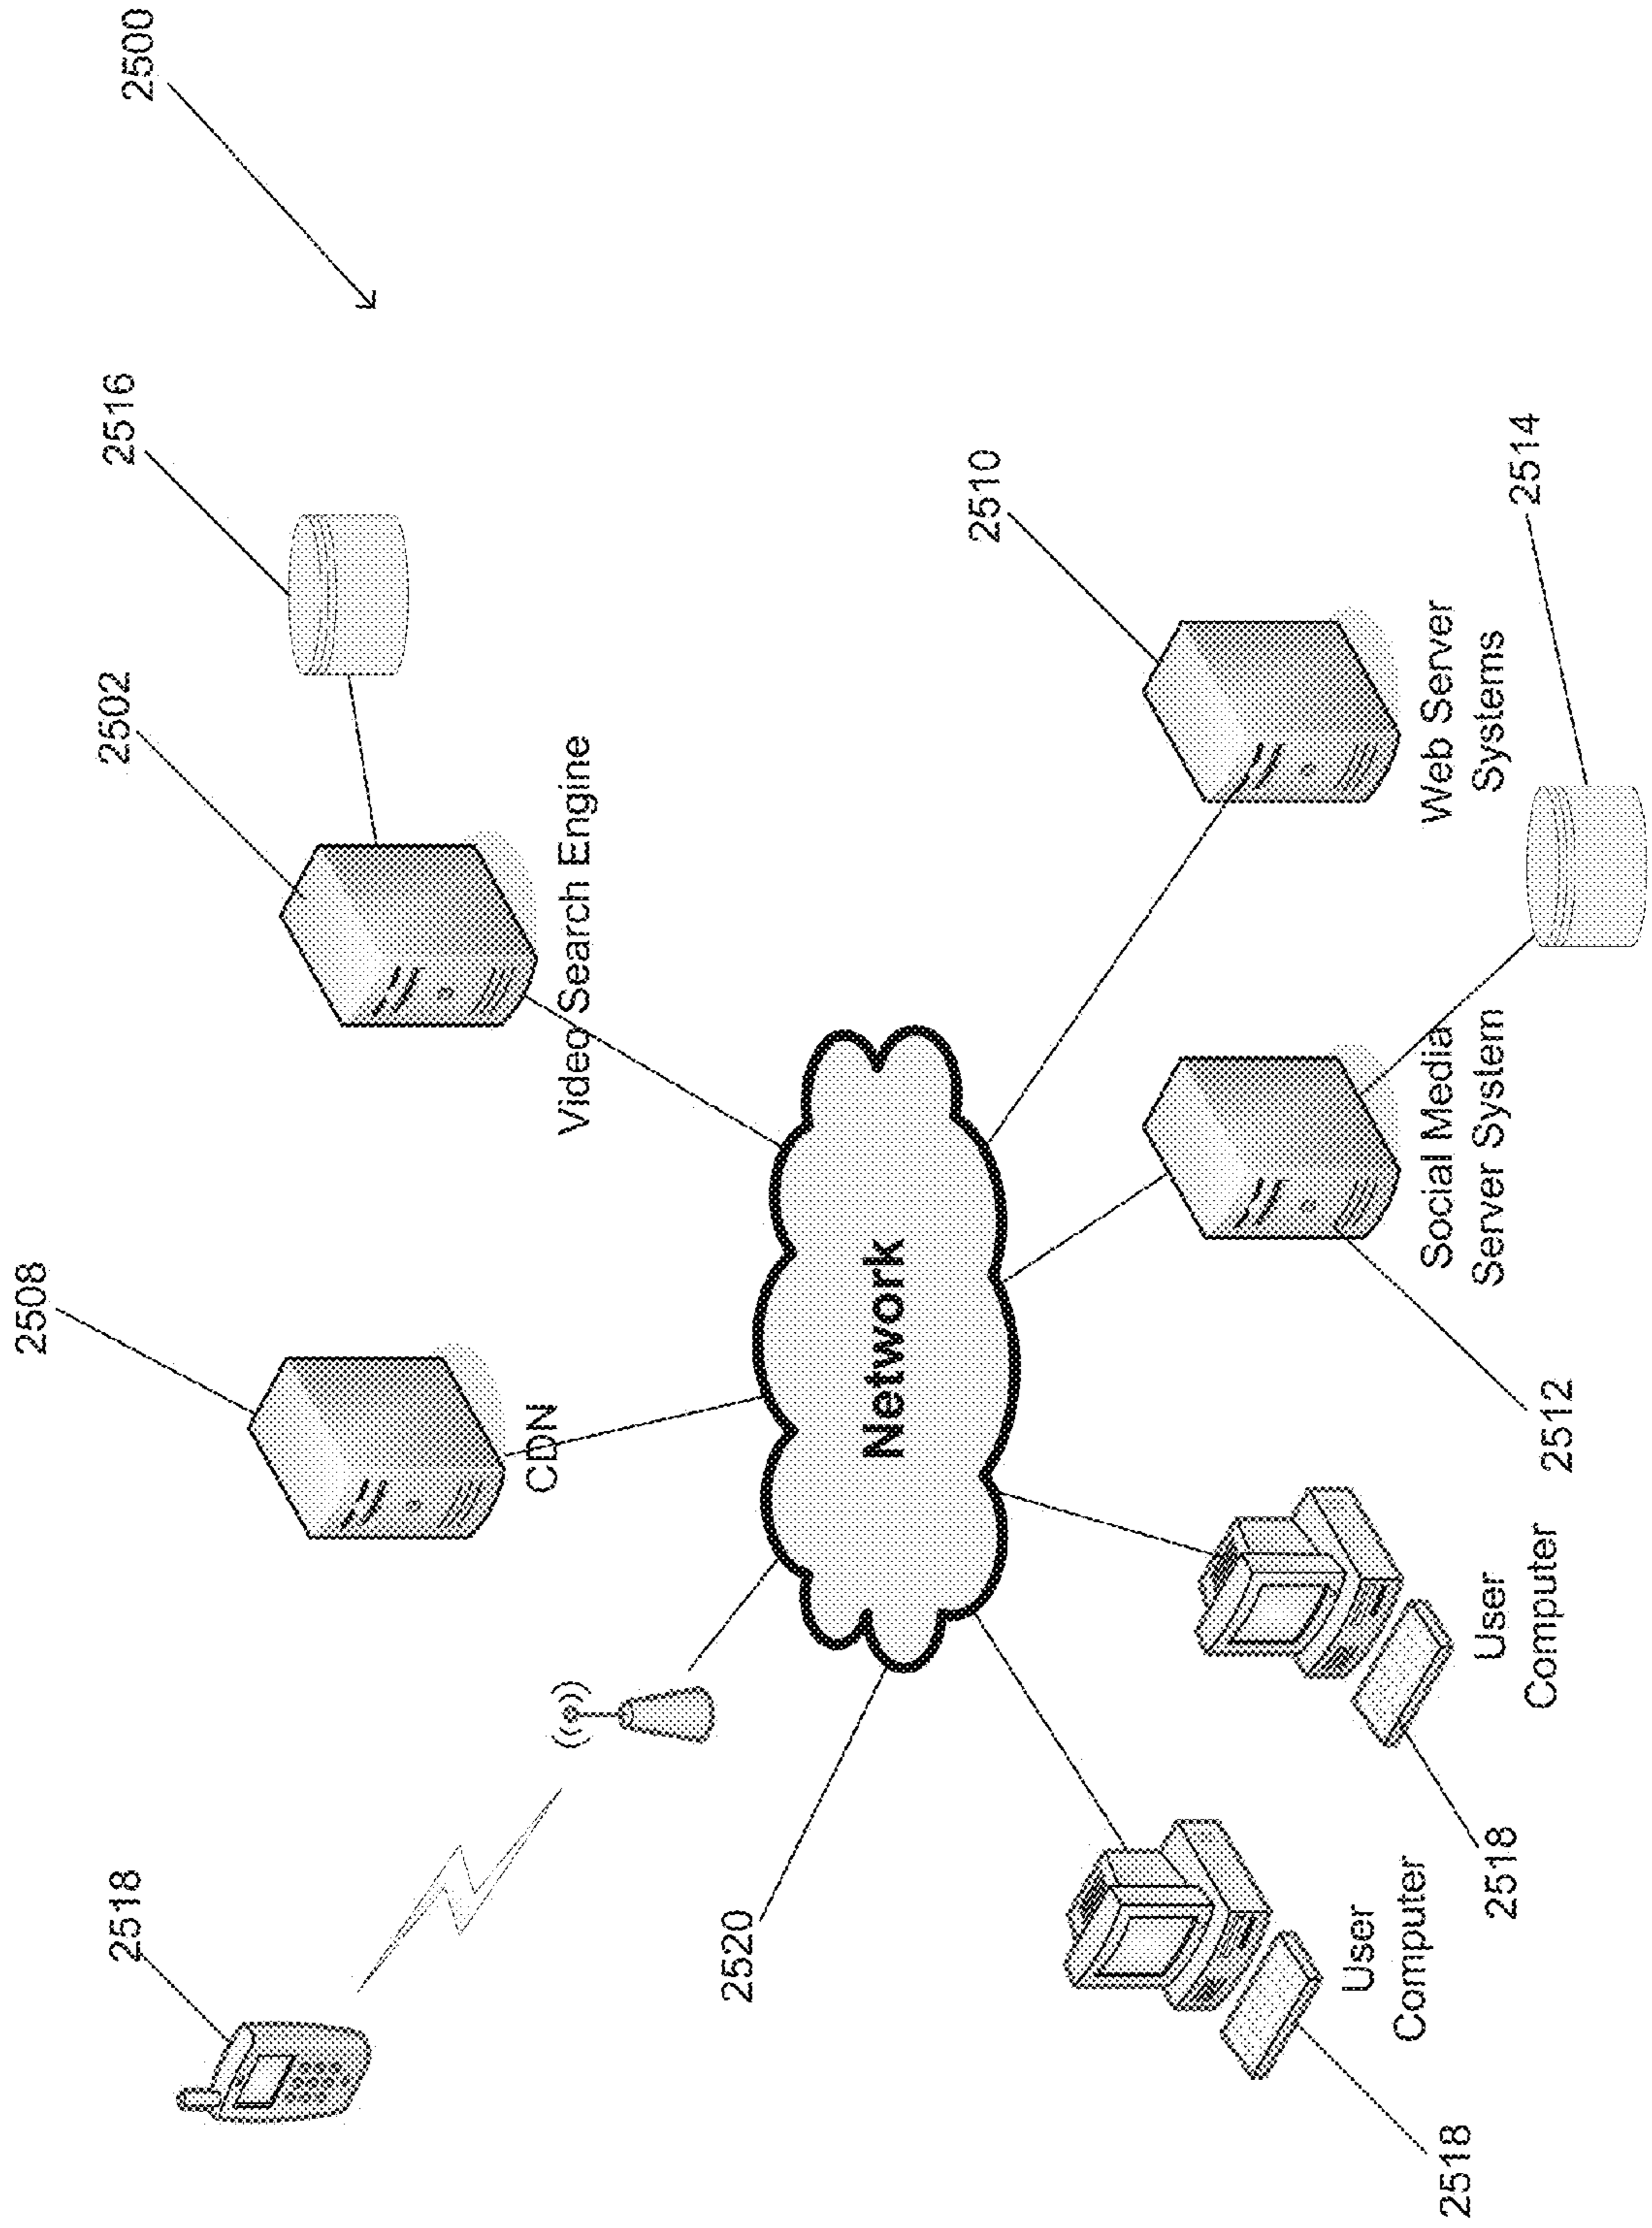 2518
2508
2502
2516
2500
CDN
Video Search Engine
2520
Network
2510
User
Computer
User
Computer
Social Media
Server System
Web Server
Systems
2518
2518
2512
2514